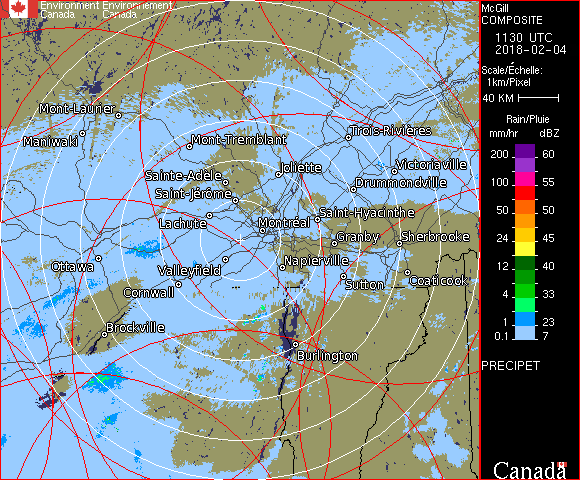 Environment Environnement
Canada Canada
McGill
COMPOSITE
1130 UTC
2018-02-04
Scale/Échelle:
1km/Pixel
40 KM
Rain/Pluie
mm/hr dBZ
200 60
100 55
50 50
24 45
12 40
4 33
1 23
0.1 7
PRECIPET
Canada
Mont-Laurier
Maniwaki
Mont-Tremblant
Trois-Rivières
Sainte-Adèle
Joliette
Victoriaville
Saint-Jérôme
Drummondville
Lachute
Montréal
Saint-Hyacinthe
Granby
Sherbrooke
Ottawa
Valleyfield
Napierville
Cornwall
Sutton
Coaticook
Brockville
Burlington